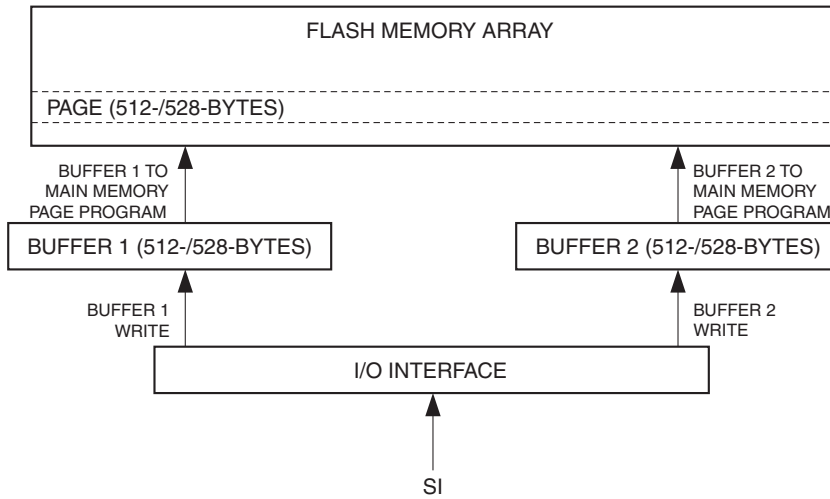 FLASH MEMORY ARRAY
PAGE (512-/528-BYTES)
BUFFER 1 TO
MAIN MEMORY
PAGE PROGRAM
BUFFER 2 TO
MAIN MEMORY
PAGE PROGRAM
BUFFER 1 (512-/528-BYTES)
BUFFER 2 (512-/528-BYTES)
BUFFER 1
WRITE
BUFFER 2
WRITE
I/O INTERFACE
SI